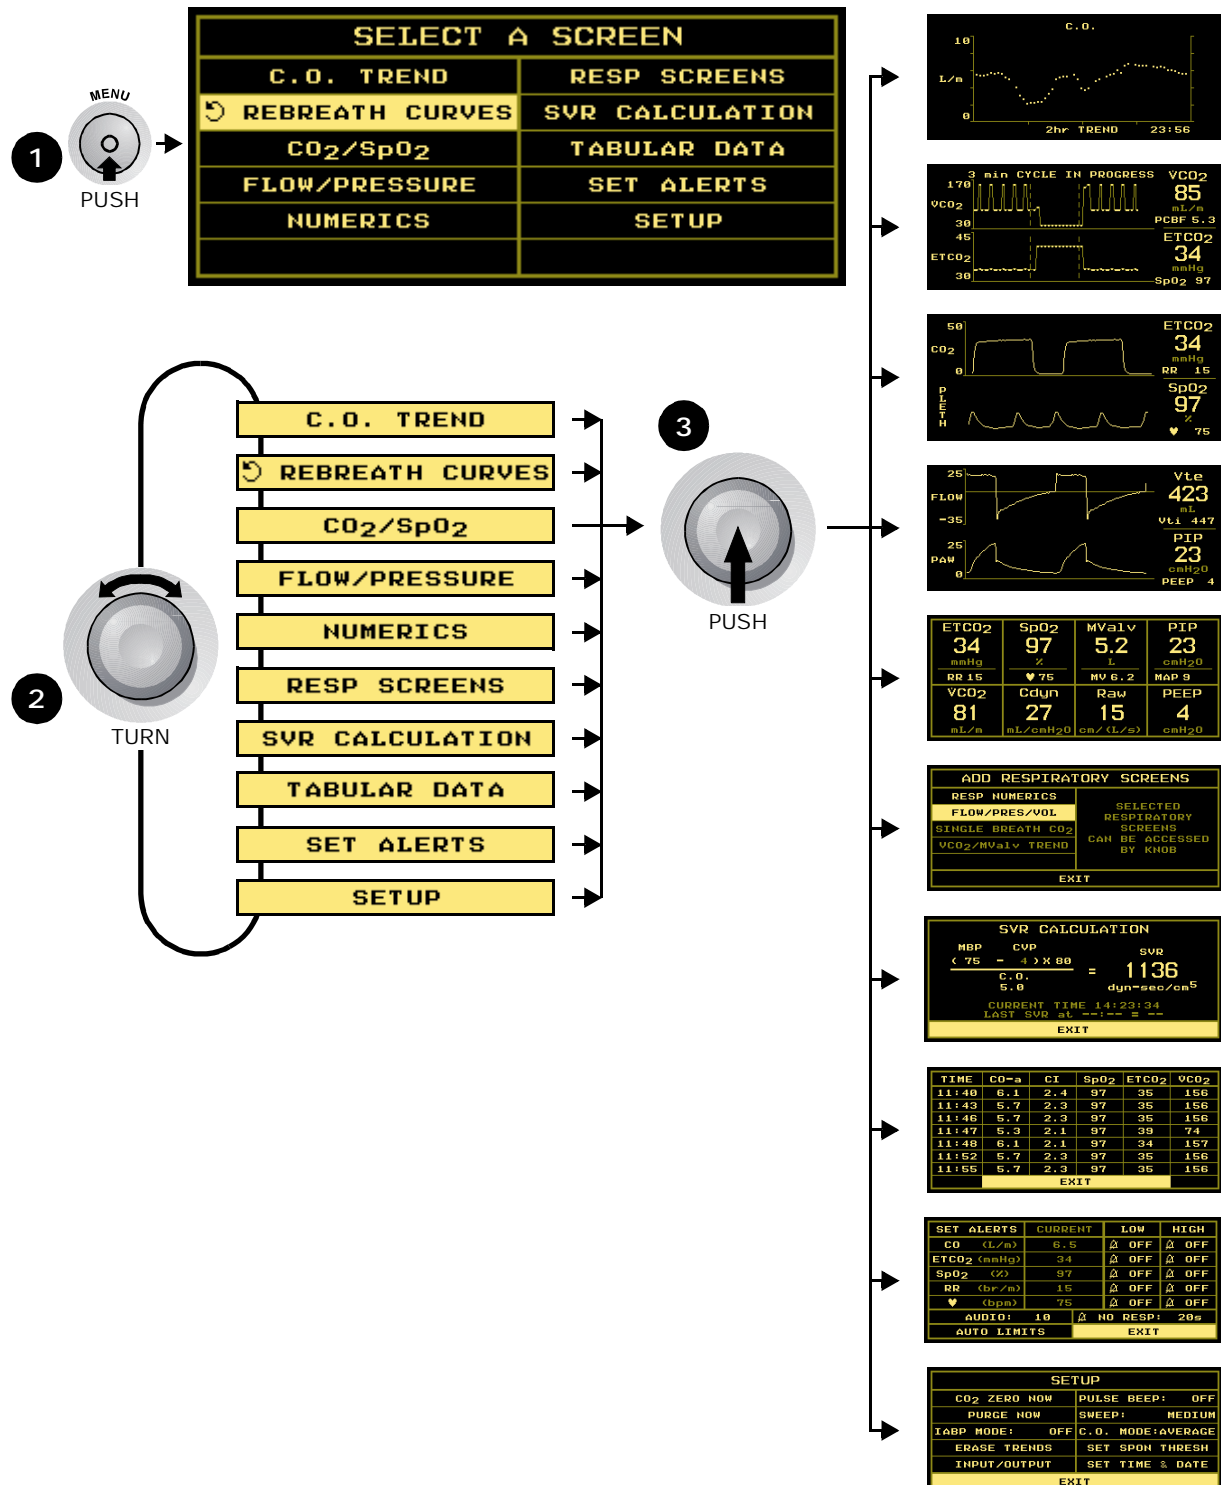 SELECT A SCREEN
C.O. TREND
RESP SCREENS
REBREATH CURVES
SVR CALCULATION
CO2/SpO2
TABULAR DATA
FLOW/PRESSURE
SET ALERTS
NUMERICS
SETUP
MENU
1
PUSH
C.O. TREND
REBREATH CURVES
CO2/SpO2
FLOW/PRESSURE
NUMERICS
RESP SCREENS
SVR CALCULATION
TABULAR DATA
SET ALERTS
SETUP
2
TURN
3
PUSH
C.O.
10
L/m
0
2hr TREND 23:56
3 min CYCLE IN PROGRESS
VCO2
170
85
VCO2
mL/m
30
PCBF 5.3
45
ETCO2
ETCO2
34
mmHg
30
SpO2 97
50
ETCO2
CO2
34
mmHg
0
RR 15
PLETH
SpO2
97
%
♥ 75
25
Vte
FLOW
423
mL
-35
Vti 447
25
PIP
PAW
23
cmH2O
0
PEEP 4
ETCO2 SpO2 MValv PIP
34 97 5.2 23
mmHg % L cmH2O
RR 15 ♥ 75 MV 6.2 MAP 9
VCO2 Cdyn Raw PEEP
81 27 15 4
mL/m mL/cmH2O cm/(L/s) cmH2O
ADD RESPIRATORY SCREENS
RESP NUMERICS
FLOW/PRES/VOL
SINGLE BREATH CO2
VCO2/MValv TREND
SELECTED
RESPIRATORY
SCREENS
CAN BE ACCESSED
BY KNOB
EXIT
SVR CALCULATION
MBP CVP SVR
( 75 - 4 ) X 80 = 1136
C.O.
5.0 dyn-sec/cm5
CURRENT TIME 14:23:34
LAST SVR at --:-- = --
EXIT
TIME CO-a CI SpO2 ETCO2 VCO2
11:40 6.1 2.4 97 35 156
11:43 5.7 2.3 97 35 156
11:46 5.7 2.3 97 35 156
11:47 5.3 2.1 97 39 74
11:48 6.1 2.1 97 34 157
11:52 5.7 2.3 97 35 156
11:55 5.7 2.3 97 35 156
EXIT
SET ALERTS CURRENT LOW HIGH
CO (L/m) 6.5 OFF OFF
ETCO2 (mmHg) 34 OFF OFF
SpO2 (%) 97 OFF OFF
RR (br/m) 15 OFF OFF
♥ (bpm) 75 OFF OFF
AUDIO: 10 NO RESP: 20s
AUTO LIMITS EXIT
SETUP
CO2 ZERO NOW PULSE BEEP: OFF
PURGE NOW SWEEP: MEDIUM
IABP MODE: OFF C.O. MODE:AVERAGE
ERASE TRENDS SET SPON THRESH
INPUT/OUTPUT SET TIME & DATE
EXIT